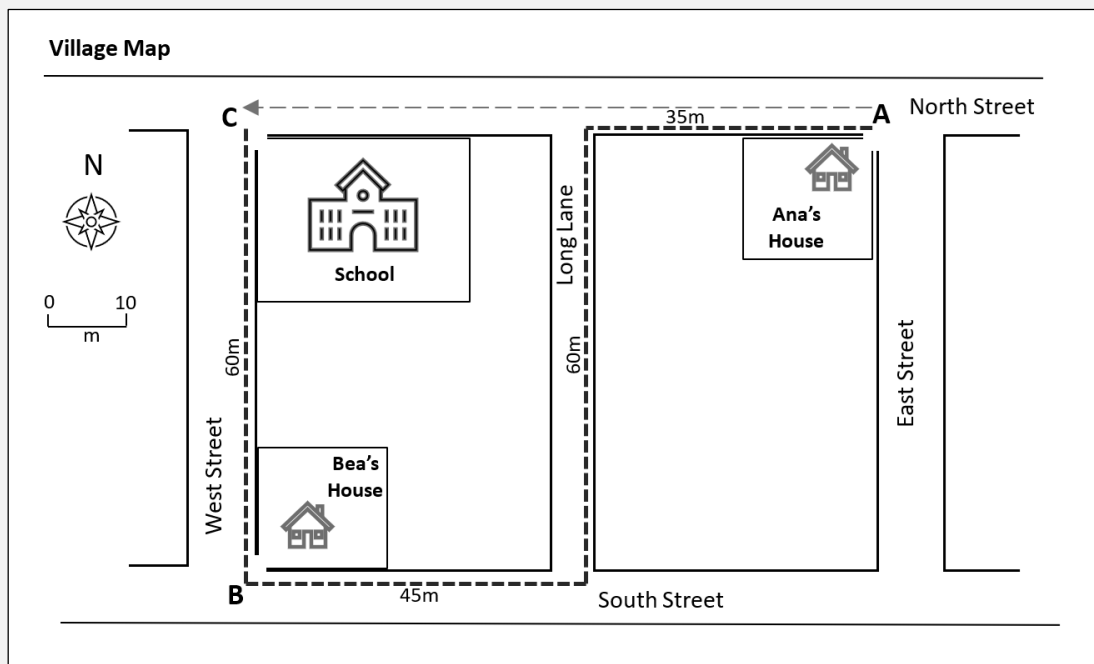 Village Map
C
35m
A
North Street
N
Long Lane
Ana's
House
School
0 10
m
60m
60m
East Street
West Street
Bea's
House
B
45m
South Street